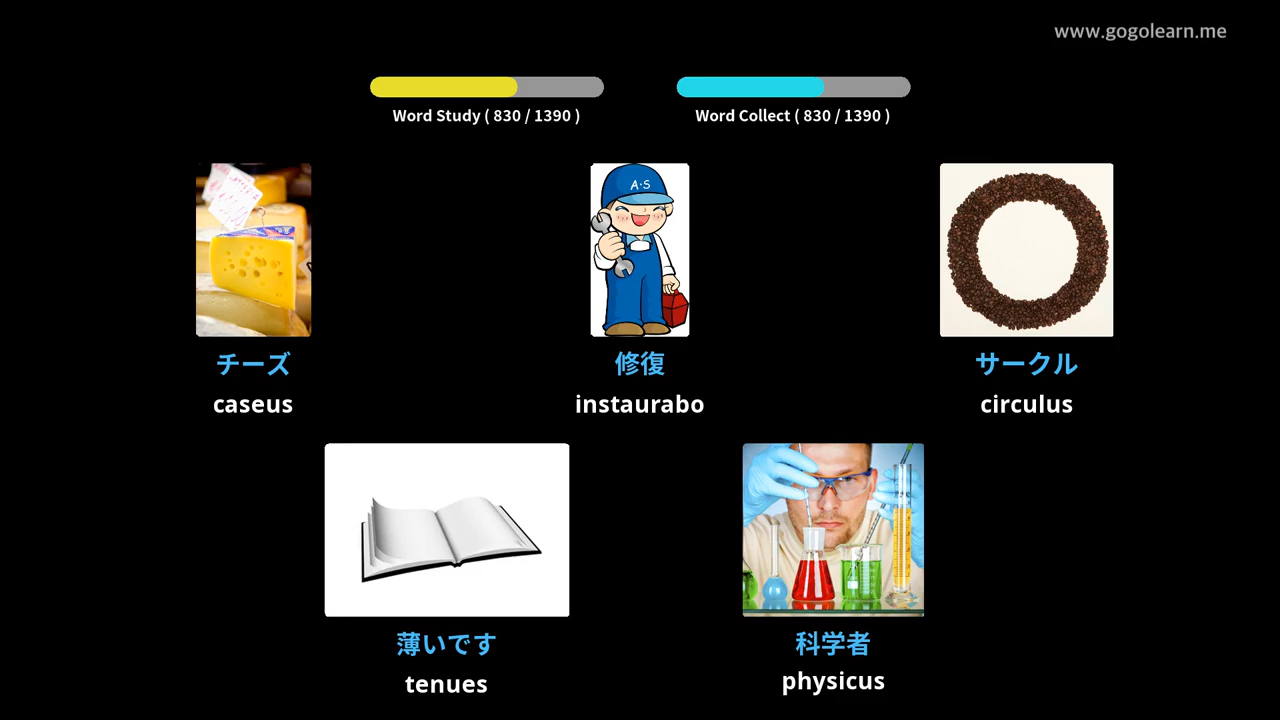 www.gogolearn.me
Word Study ( 830 / 1390 )
Word Collect ( 830 / 1390 )
A·S
チーズ
caseus
修復
instaurabo
サークル
circulus
薄いです
tenues
科学者
physicus